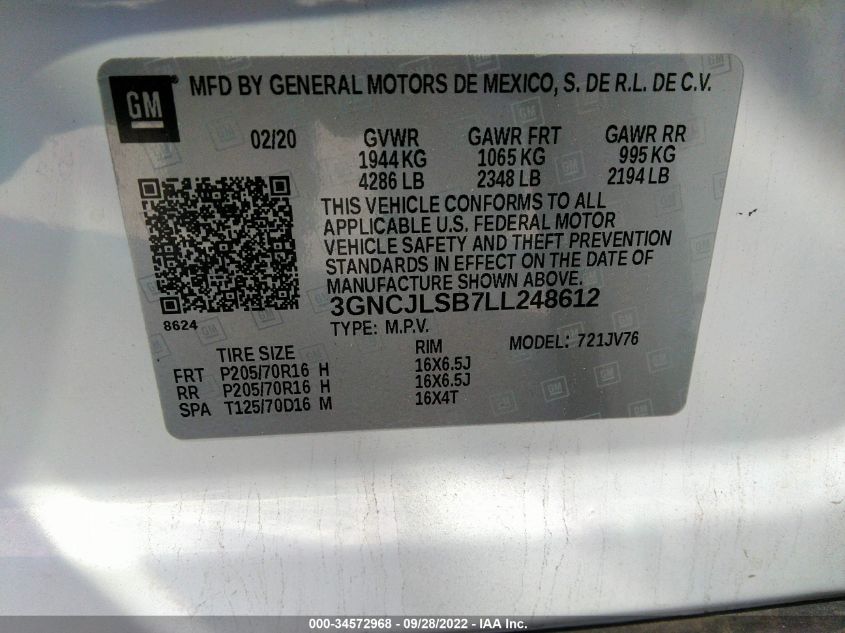 GM ® MFD BY GENERAL MOTORS DE MEXICO, S. DE R.L. DE C.V.
02/20 GVWR GAWR FRT GAWR RR
1944 KG 1065 KG 995 KG
4286 LB 2348 LB 2194 LB
THIS VEHICLE CONFORMS TO ALL
APPLICABLE U.S. FEDERAL MOTOR
VEHICLE SAFETY AND THEFT PREVENTION
STANDARDS IN EFFECT ON THE DATE OF
MANUFACTURE SHOWN ABOVE.
3GNCJLSB7LL248612
8624
TYPE: M.P.V. MODEL: 721JV76
TIRE SIZE RIM
FRT P205/70R16 H 16X6.5J
RR P205/70R16 H 16X6.5J
SPA T125/70D16 M 16X4T
000-34572968 - 09/28/2022 - IAA Inc.